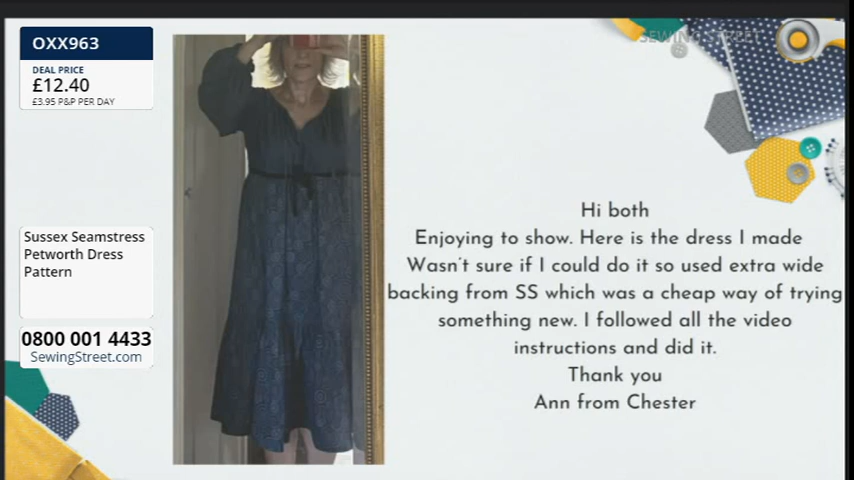 OXX963
DEAL PRICE
£12.40
£3.95 P&P PER DAY
SEWING STREET
Sussex Seamstress
Petworth Dress
Pattern
0800 001 4433
SewingStreet.com
Hi both
Enjoying to show. Here is the dress I made
Wasn't sure if I could do it so used extra wide
backing from SS which was a cheap way of trying
something new. I followed all the video
instructions and did it.
Thank you
Ann from Chester